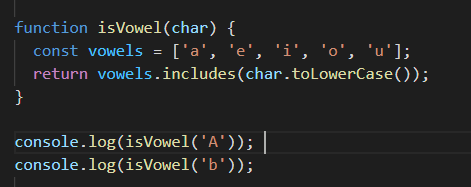 function isVowel(char) {
  const vowels = ['a', 'e', 'i', 'o', 'u'];
  return vowels.includes(char.toLowerCase());
}
console.log(isVowel('A'));
console.log(isVowel('b'));